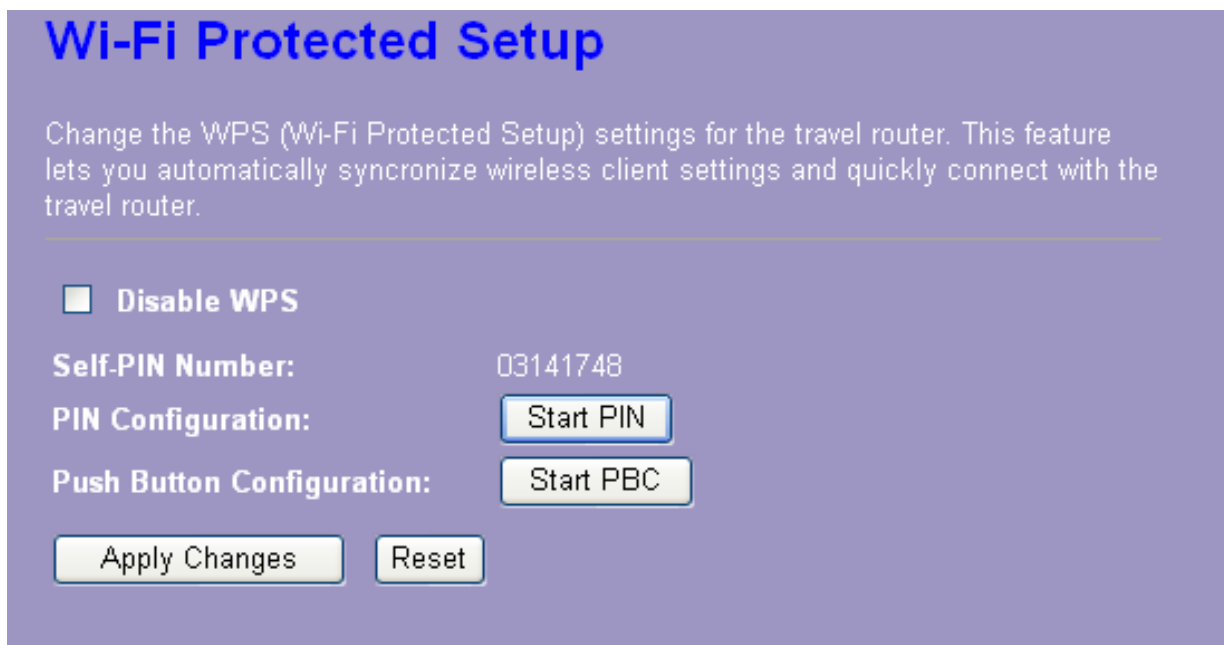 Wi-Fi Protected Setup
Change the WPS (Wi-Fi Protected Setup) settings for the travel router. This feature
lets you automatically syncronize wireless client settings and quickly connect with the
travel router.
Disable WPS
Self-PIN Number: 03141748
PIN Configuration: Start PIN
Push Button Configuration: Start PBC
Apply Changes Reset